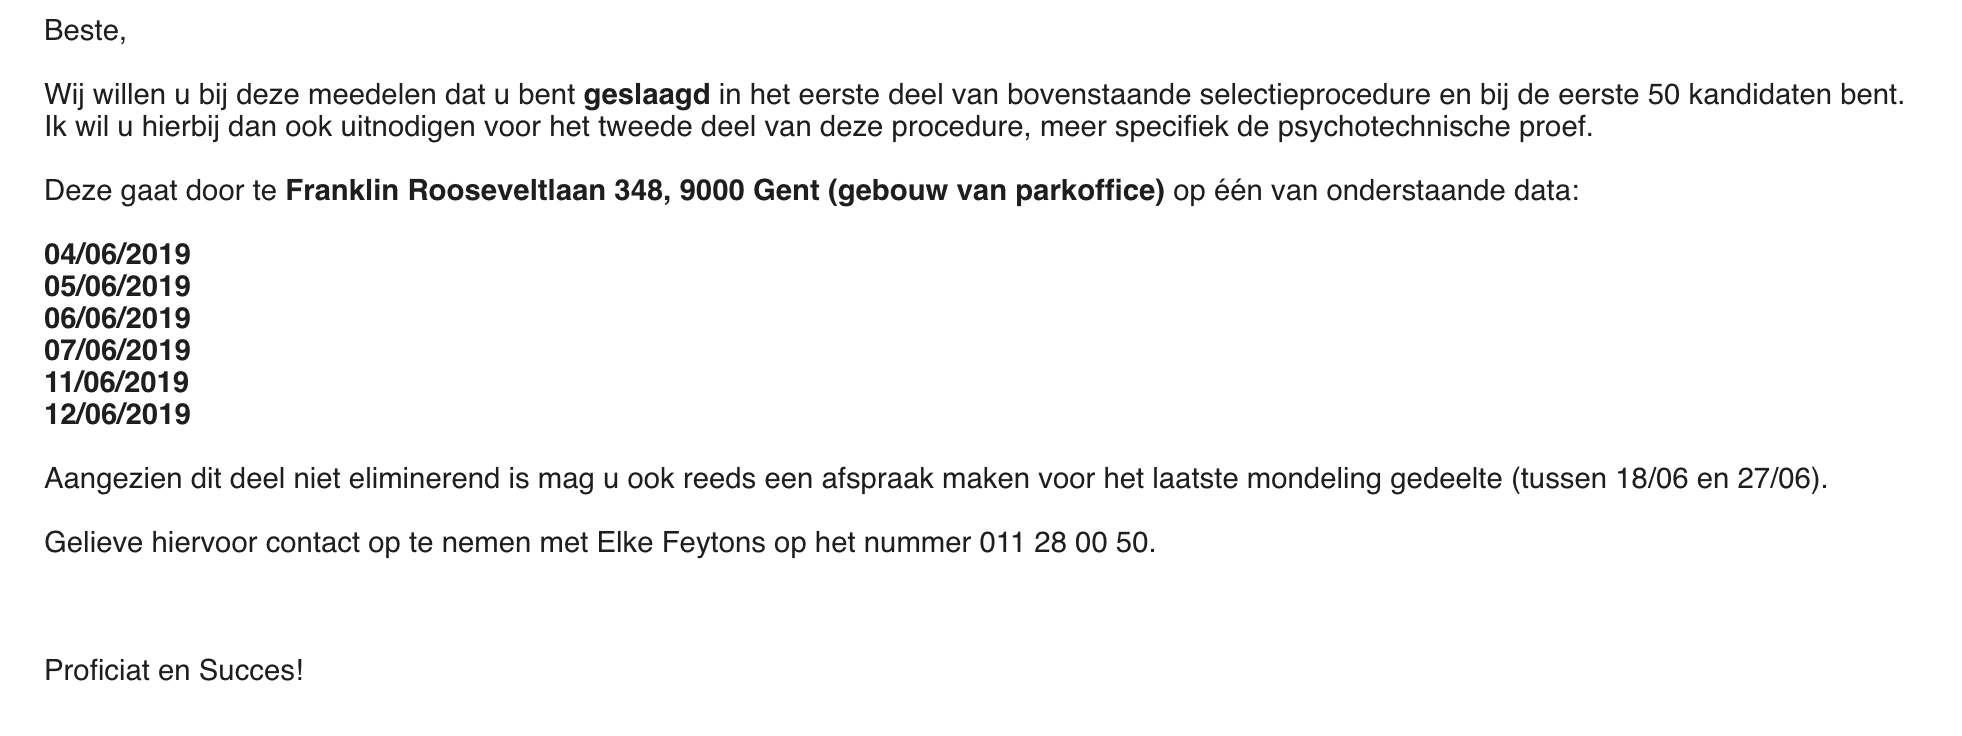 Beste,
Wij willen u bij deze meedelen dat u bent geslaagd in het eerste deel van bovenstaande selectieprocedure en bij de eerste 50 kandidaten bent.
Ik wil u hierbij dan ook uitnodigen voor het tweede deel van deze procedure, meer specifiek de psychotechnische proef.
Deze gaat door te Franklin Rooseveltlaan 348, 9000 Gent (gebouw van parkoffice) op één van onderstaande data:
04/06/2019
05/06/2019
06/06/2019
07/06/2019
11/06/2019
12/06/2019
Aangezien dit deel niet eliminerend is mag u ook reeds een afspraak maken voor het laatste mondeling gedeelte (tussen 18/06 en 27/06).
Gelieve hiervoor contact op te nemen met Elke Feytons op het nummer 011 28 00 50.
Proficiat en Succes!